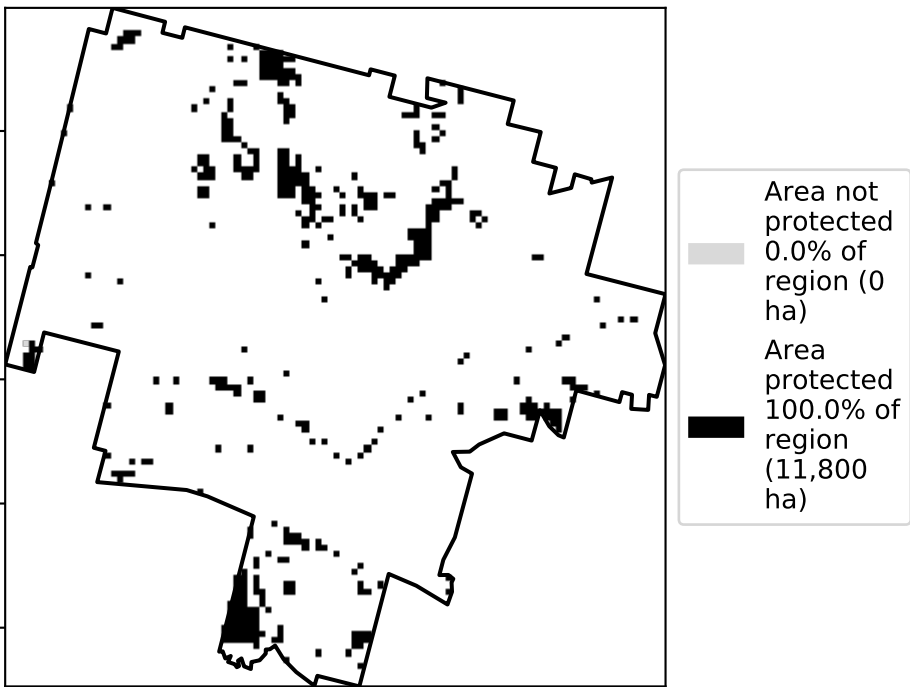 Area not
protected
0.0% of
region (0
ha)
Area
protected
100.0% of
region
(11,800
ha)